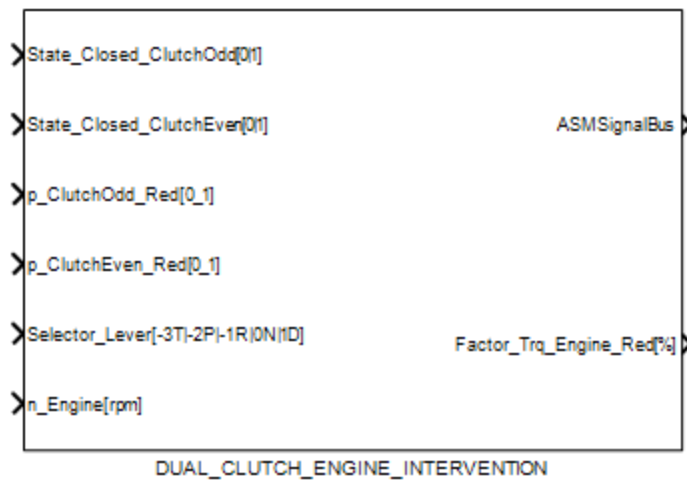 State_Closed_ClutchOdd[0|1]
State_Closed_ClutchEven[0|1]
ASMSignalBus
p_ClutchOdd_Red[0_1]
p_ClutchEven_Red[0_1]
Selector_Lever[-3T|-2P|-1R|0N|1D]
Factor_Trq_Engine_Red[%]
n_Engine[rpm]
DUAL_CLUTCH_ENGINE_INTERVENTION